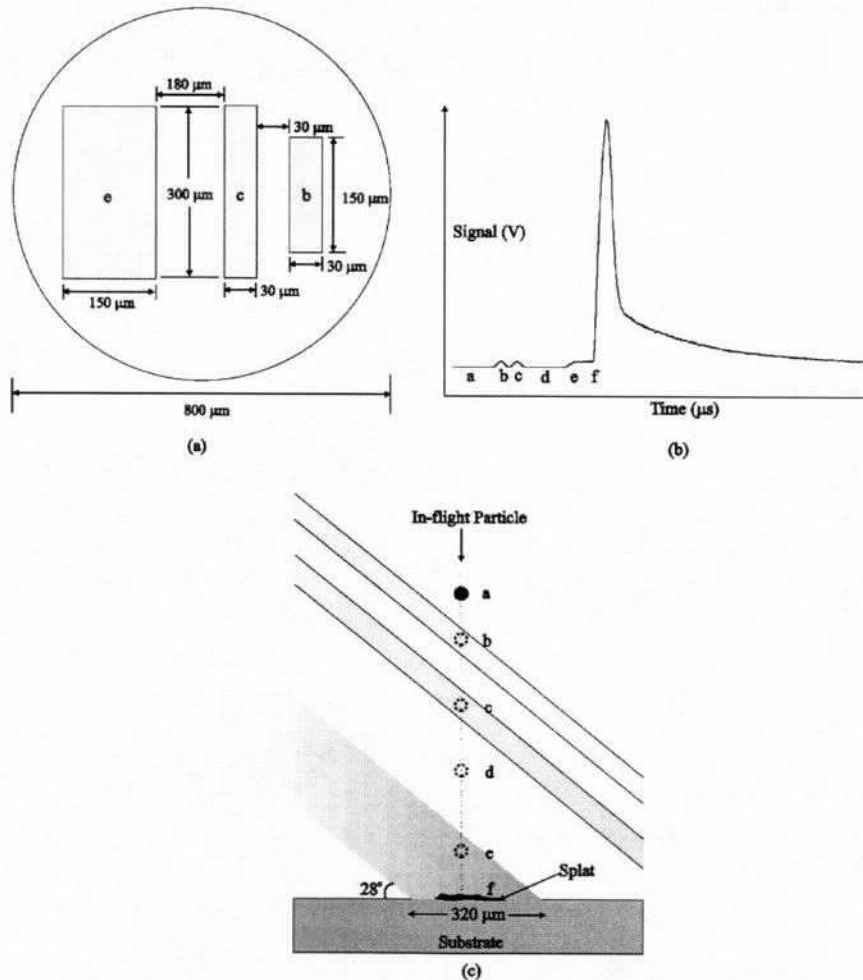 180 μm
30 μm
e
300 μm
c
b
150 μm
150 μm
30 μm
30 μm
800 μm
(a)
Signal (V)
a
b
c
d
e
f
Time (μs)
(b)
In-flight Particle
a
b
c
d
e
f
Splat
28°
320 μm
Substrate
(c)